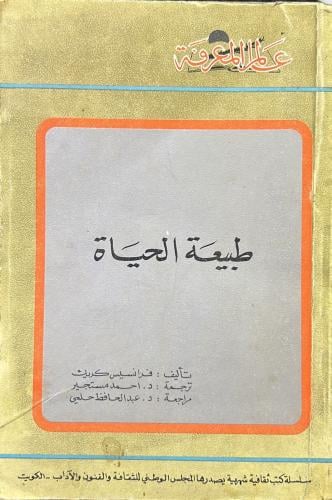 عالم المعرفة
طبيعة الحياة
تأليف : فرانسيس كريك
ترجمة : د. احمد مستجير
مراجعة : د. عبد الحافظ حلمي
سلسلة كتب ثقافية شهرية يصدرها المجلس الوطني للثقافة والفنون والآداب - الكويت